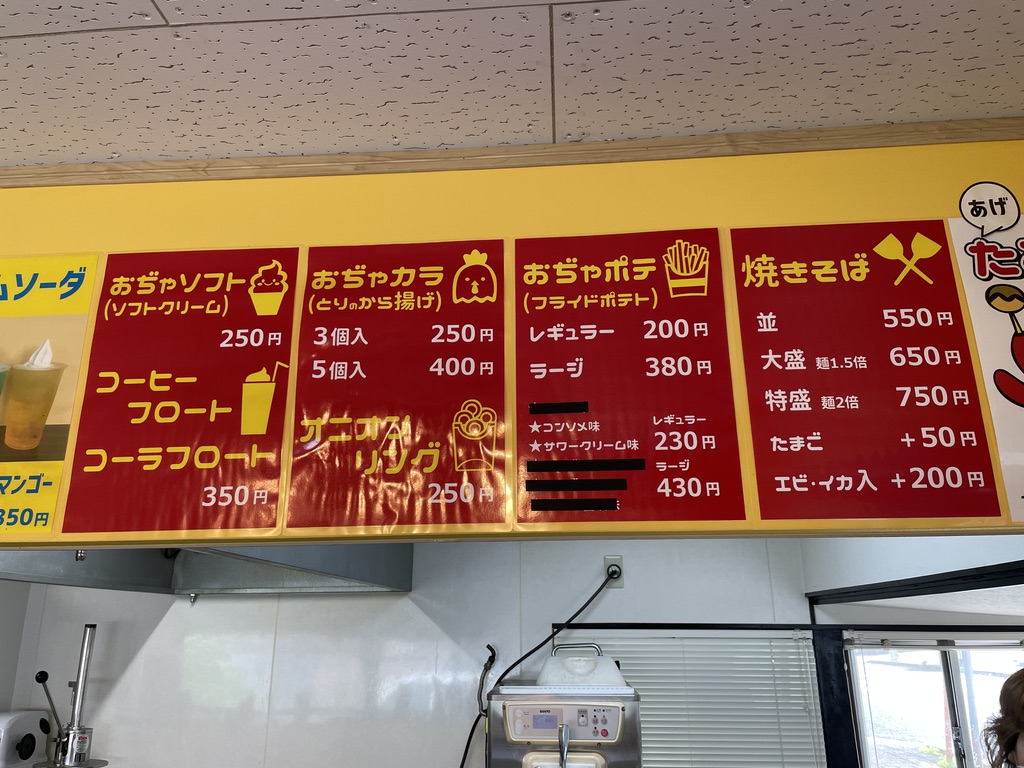 ムソーダ
マンゴー
350円
おぢゃソフト
(ソフトクリーム)
250円
コーヒー
フロート
コーラフロート
350円
おぢゃカラ
(とりのから揚げ)
3個入 250円
5個入 400円
オニオン
リング
250円
おぢゃポテ
(フライドポテト)
レギュラー 200円
ラージ 380円
★コンソメ味
★サワークリーム味
レギュラー
230円
ラージ
430円
焼きそば
並 550円
大盛 麺1.5倍 650円
特盛 麺2倍 750円
たまご +50円
エビ・イカ入 +200円
あげ
た
SANYO